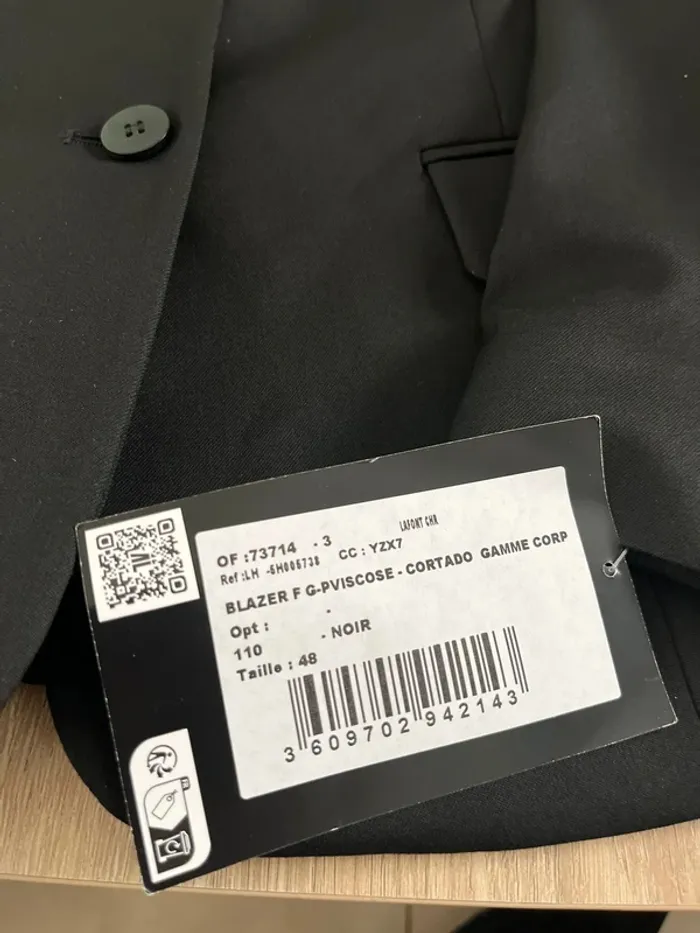 LAFONT CHR
OF :73714 . 3
CC : YZX7
Ref :LH -5H005738
BLAZER F G-PVISCOSE - CORTADO GAMME CORP
Opt : .
110 . NOIR
Taille : 48
3 609702 942143